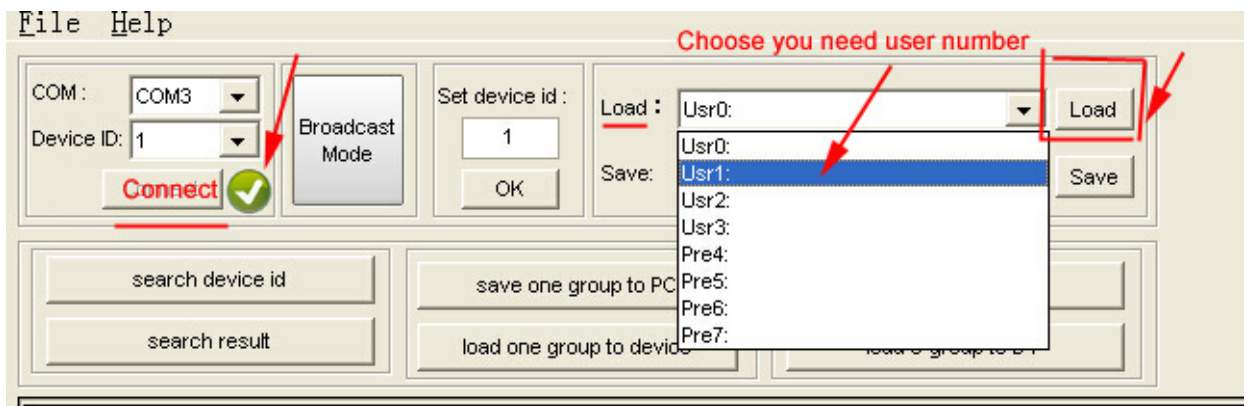 File Help
Choose you need user number
COM :
COM3
Device ID:
1
Connect
Broadcast
Mode
Set device id :
1
OK
Load :
Usr0:
Load
Save:
Save
Usr0:
Usr1:
Usr2:
Usr3:
Pre4:
Pre5:
Pre6:
Pre7:
search device id
search result
save one group to PC
load one group to device